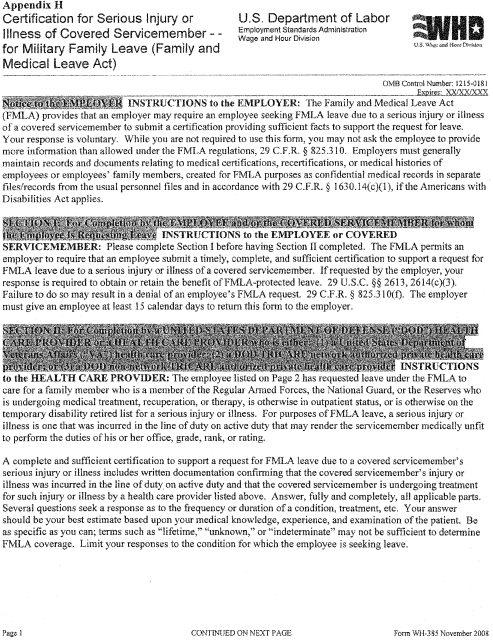 Appendix H
Certification for Serious Injury or
Illness of Covered Servicemember - -
for Military Family Leave (Family and
Medical Leave Act)
U.S. Department of Labor
Employment Standards Administration
Wage and Hour Division
WHD
U.S. Wage and Hour Division
OMB Control Number: 1215-0181
Expires: XX/XX/XXX
Notice to the EMPLOYER INSTRUCTIONS to the EMPLOYER: The Family and Medical Leave Act
(FMLA) provides that an employer may require an employee seeking FMLA leave due to a serious injury or illness
of a covered servicemember to submit a certification providing sufficient facts to support the request for leave.
Your response is voluntary. While you are not required to use this form, you may not ask the employee to provide
more information than allowed under the FMLA regulations, 29 C.F.R. § 825.310. Employers must generally
maintain records and documents relating to medical certifications, recertifications, or medical histories of
employees or employees' family members, created for FMLA purposes as confidential medical records in separate
files/records from the usual personnel files and in accordance with 29 C.F.R. § 1630.14(c)(1), if the Americans with
Disabilities Act applies.
SECTION I: For Completion by the EMPLOYEE and/or the COVERED SERVICEMEMBER for whom
the Employee Is Requesting Leave INSTRUCTIONS to the EMPLOYEE or COVERED
SERVICEMEMBER: Please complete Section I before having Section II completed. The FMLA permits an
employer to require that an employee submit a timely, complete, and sufficient certification to support a request for
FMLA leave due to a serious injury or illness of a covered servicemember. If requested by the employer, your
response is required to obtain or retain the benefit of FMLA-protected leave. 29 U.S.C. §§ 2613, 2614(c)(3).
Failure to do so may result in a denial of an employee's FMLA request. 29 C.F.R. § 825.310(f). The employer
must give an employee at least 15 calendar days to return this form to the employer.
SECTION II: For Completion by a UNITED STATES DEPARTMENT OF DEFENSE ("DOD") HEALTH
CARE PROVIDER or a HEALTH CARE PROVIDER who is either: (1) a United States Department of
Veterans Affairs ("VA") health care provider; (2) a DOD TRICARE network authorized private health care
provider; or (3) a DOD non-network TRICARE authorized private health care provider INSTRUCTIONS
to the HEALTH CARE PROVIDER: The employee listed on Page 2 has requested leave under the FMLA to
care for a family member who is a member of the Regular Armed Forces, the National Guard, or the Reserves who
is undergoing medical treatment, recuperation, or therapy, is otherwise in outpatient status, or is otherwise on the
temporary disability retired list for a serious injury or illness. For purposes of FMLA leave, a serious injury or
illness is one that was incurred in the line of duty on active duty that may render the servicemember medically unfit
to perform the duties of his or her office, grade, rank, or rating.
A complete and sufficient certification to support a request for FMLA leave due to a covered servicemember's
serious injury or illness includes written documentation confirming that the covered servicemember's injury or
illness was incurred in the line of duty on active duty and that the covered servicemember is undergoing treatment
for such injury or illness by a health care provider listed above. Answer, fully and completely, all applicable parts.
Several questions seek a response as to the frequency or duration of a condition, treatment, etc. Your answer
should be your best estimate based upon your medical knowledge, experience, and examination of the patient. Be
as specific as you can; terms such as "lifetime," "unknown," or "indeterminate" may not be sufficient to determine
FMLA coverage. Limit your responses to the condition for which the employee is seeking leave.
Page 1
CONTINUED ON NEXT PAGE
Form WH-385 November 2008